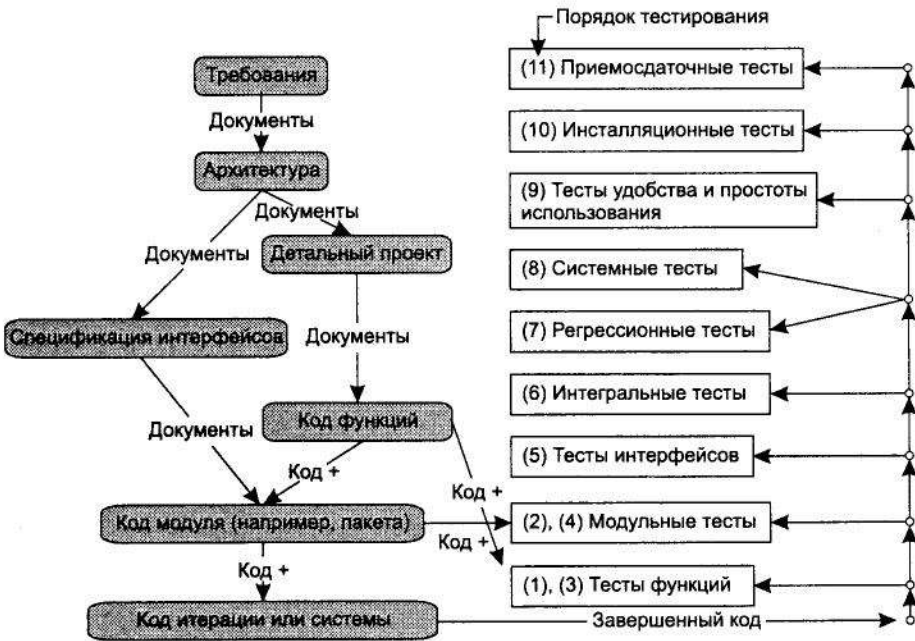 Порядок тестирования
Требования
(11) Приемосдаточные тесты
Документы
(10) Инсталляционные тесты
Архитектура
Документы
(9) Тесты удобства и простоты
использования
Документы
Детальный проект
(8) Системные тесты
Спецификация интерфейсов
Документы
(7) Регрессионные тесты
(6) Интегральные тесты
Код функций
Документы
(5) Тесты интерфейсов
Код +
Код +
Код модуля (например, пакета)
(2), (4) Модульные тесты
Код +
Код +
(1), (3) Тесты функций
Код итерации или системы
Завершенный код